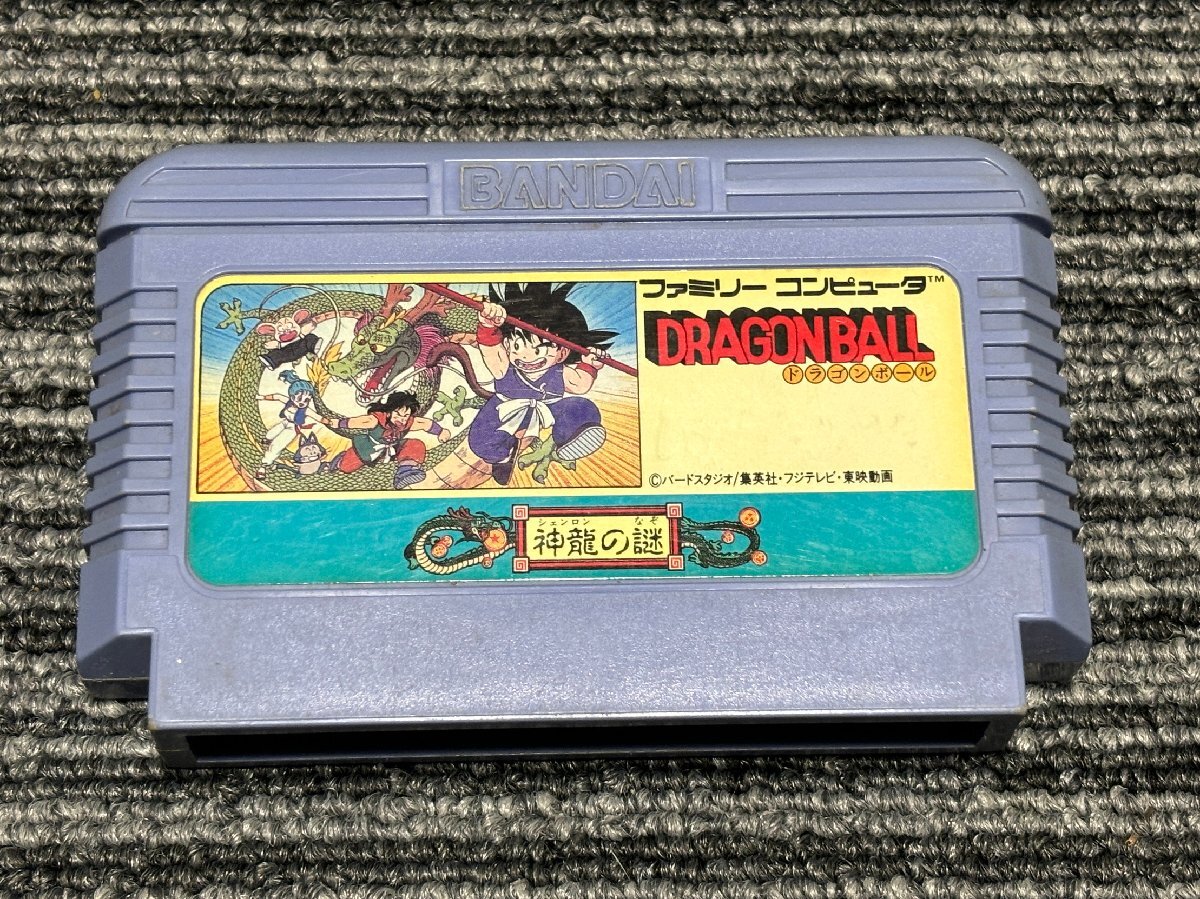 BANDAI
ファミリー コンピュータ™
DRAGONBALL
ドラゴンボール
©バードスタジオ/集英社・フジテレビ・東映動画
シェンロン なぞ
神龍の謎